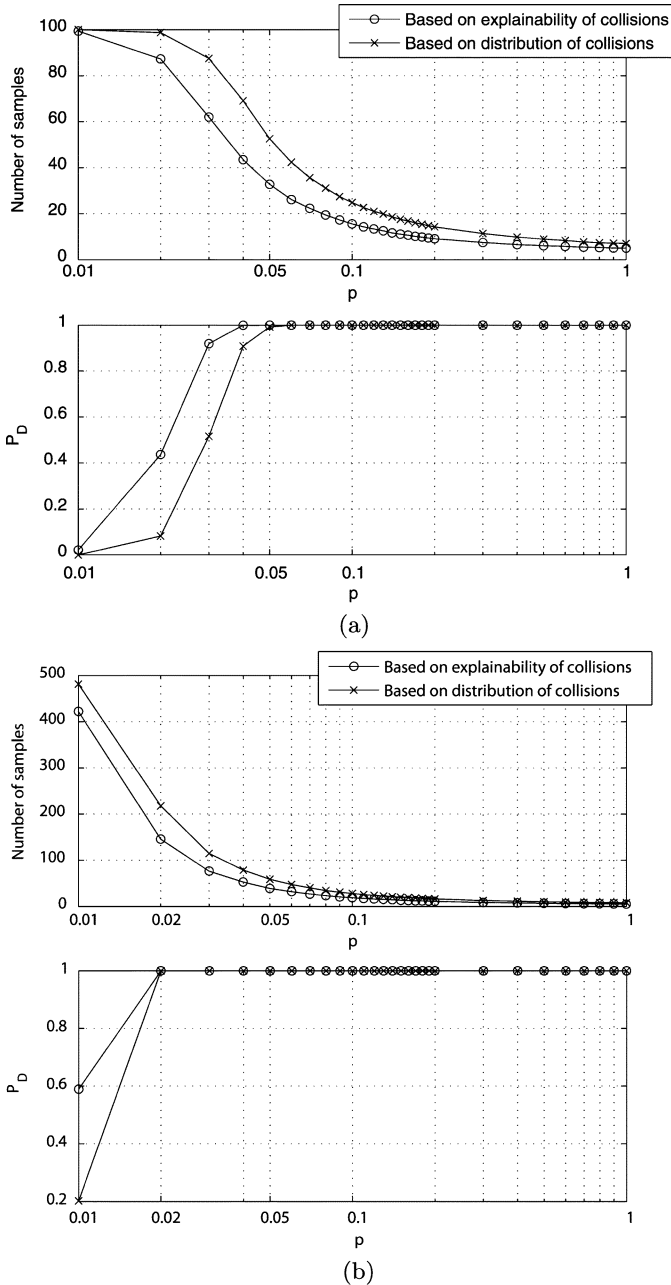 Based on explainability of collisions
Based on distribution of collisions
Number of samples
100
80
60
40
20
0
0.01 0.05 0.1 1
p
P_D
1
0.8
0.6
0.4
0.2
0
0.01 0.05 0.1 1
p
(a)
Based on explainability of collisions
Based on distribution of collisions
Number of samples
500
400
300
200
100
0
0.01 0.02 0.05 0.1 1
p
P_D
1
0.8
0.6
0.4
0.2
0.01 0.02 0.05 0.1 1
p
(b)